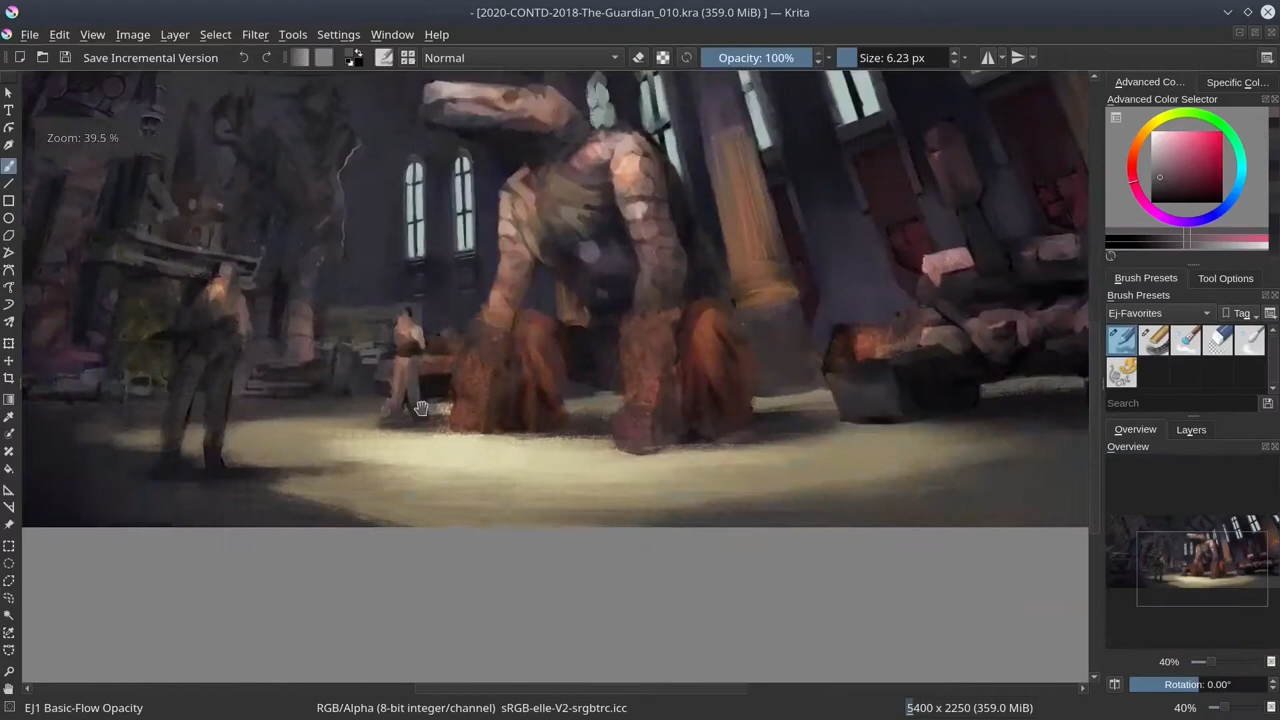 - [2020-CONTD-2018-The-Guardian_010.kra (359.0 MiB) ] — Krita
File Edit View Image Layer Select Filter Tools Settings Window Help
Save Incremental Version Normal Opacity: 100% Size: 6.23 px
Advanced Co... Specific Col...
Advanced Color Selector
Zoom: 39.5 %
Brush Presets Tool Options
Brush Presets
Ej-Favorites Tag
Search
Overview Layers
Overview
40%
Rotation: 0.00°
EJ1 Basic-Flow Opacity RGB/Alpha (8-bit integer/channel) sRGB-elle-V2-srgbtrc.icc 5400 x 2250 (359.0 MiB) 40%